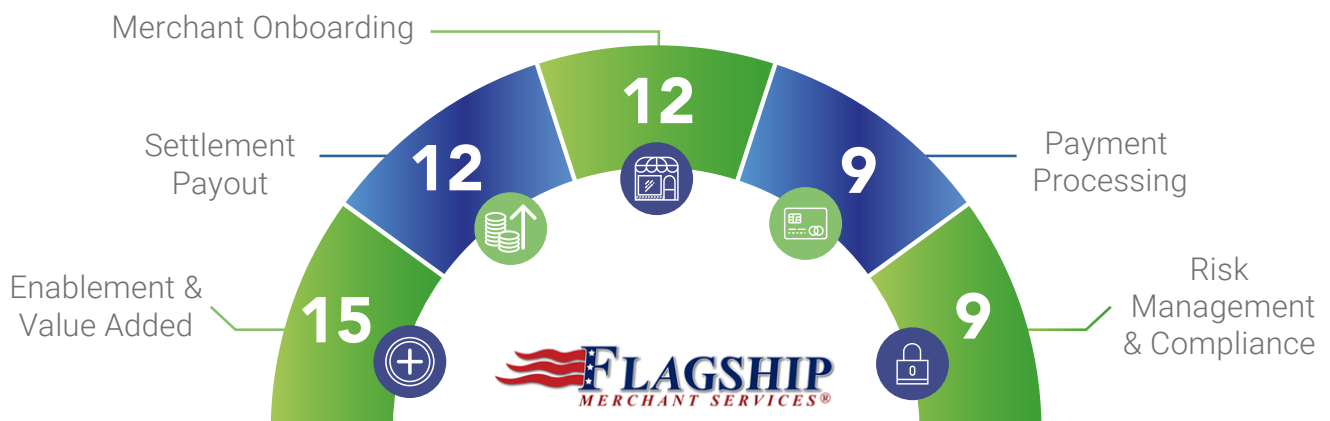 Merchant Onboarding
12
Settlement
Payout
12
9
Payment
Processing
Enablement &
Value Added
15
9
Risk
Management
& Compliance
0
FLAGSHIP
MERCHANT SERVICES®